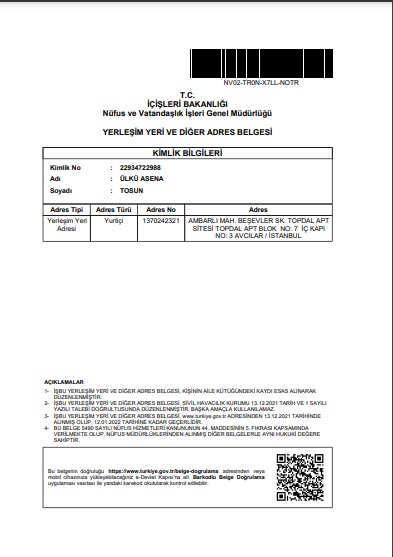 NV02-TR0N-X7LL-NOTR
T.C.
İÇİŞLERİ BAKANLIĞI
Nüfus ve Vatandaşlık İşleri Genel Müdürlüğü
YERLEŞİM YERİ VE DİĞER ADRES BELGESİ
KİMLİK BİLGİLERİ
Kimlik No : 22934722988
Adı : ÜLKÜ ASENA
Soyadı : TOSUN
Adres Tipi Adres Türü Adres No Adres
Yerleşim Yeri Adresi Yurtiçi 1370242321 AMBARLI MAH. BEŞEVLER SK. TOPDAL APT
SİTESİ TOPDAL APT BLOK NO: 7 İÇ KAPI
NO: 3 AVCILAR / İSTANBUL
AÇIKLAMALAR
1- İŞBU YERLEŞİM YERİ VE DİĞER ADRES BELGESİ, KİŞİNİN AİLE KÜTÜĞÜNDEKİ KAYDI ESAS ALINARAK
DÜZENLENMİŞTİR.
2- İŞBU YERLEŞİM YERİ VE DİĞER ADRES BELGESİ, SİVİL HAVACILIK KURUMU 13.12.2021 TARİH VE 1 SAYILI
YAZILI TALEBİ DOĞRULTUSUNDA DÜZENLENMİŞTİR. BAŞKA AMAÇLA KULLANILAMAZ.
3- İŞBU YERLEŞİM YERİ VE DİĞER ADRES BELGESİ, www.turkiye.gov.tr ADRESİNDEN 13.12.2021 TARİHİNDE
ALINMIŞ OLUP, 12.01.2022 TARİHİNE KADAR GEÇERLİDİR.
4- BU BELGE 5490 SAYILI NÜFUS HİZMETLERİ KANUNUNUN 44. MADDESİNİN 5. FIKRASI KAPSAMINDA
VERİLMEKTE OLUP, NÜFUS MÜDÜRLÜKLERİNDEN ALINMIŞ DİĞER BELGELERLE AYNI HUKUKİ DEĞERE
SAHİPTİR.
Bu belgenin doğruluğu https://www.turkiye.gov.tr/belge-dogrulama adresinden veya
mobil cihazınıza yükleyebileceğiniz e-Devlet Kapısı'na ait Barkodlu Belge Doğrulama
uygulaması vasıtası ile yandaki karekod okutularak kontrol edilebilir.